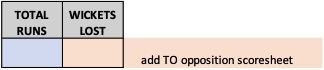 TOTAL RUNS
WICKETS LOST
add TO opposition scoresheet